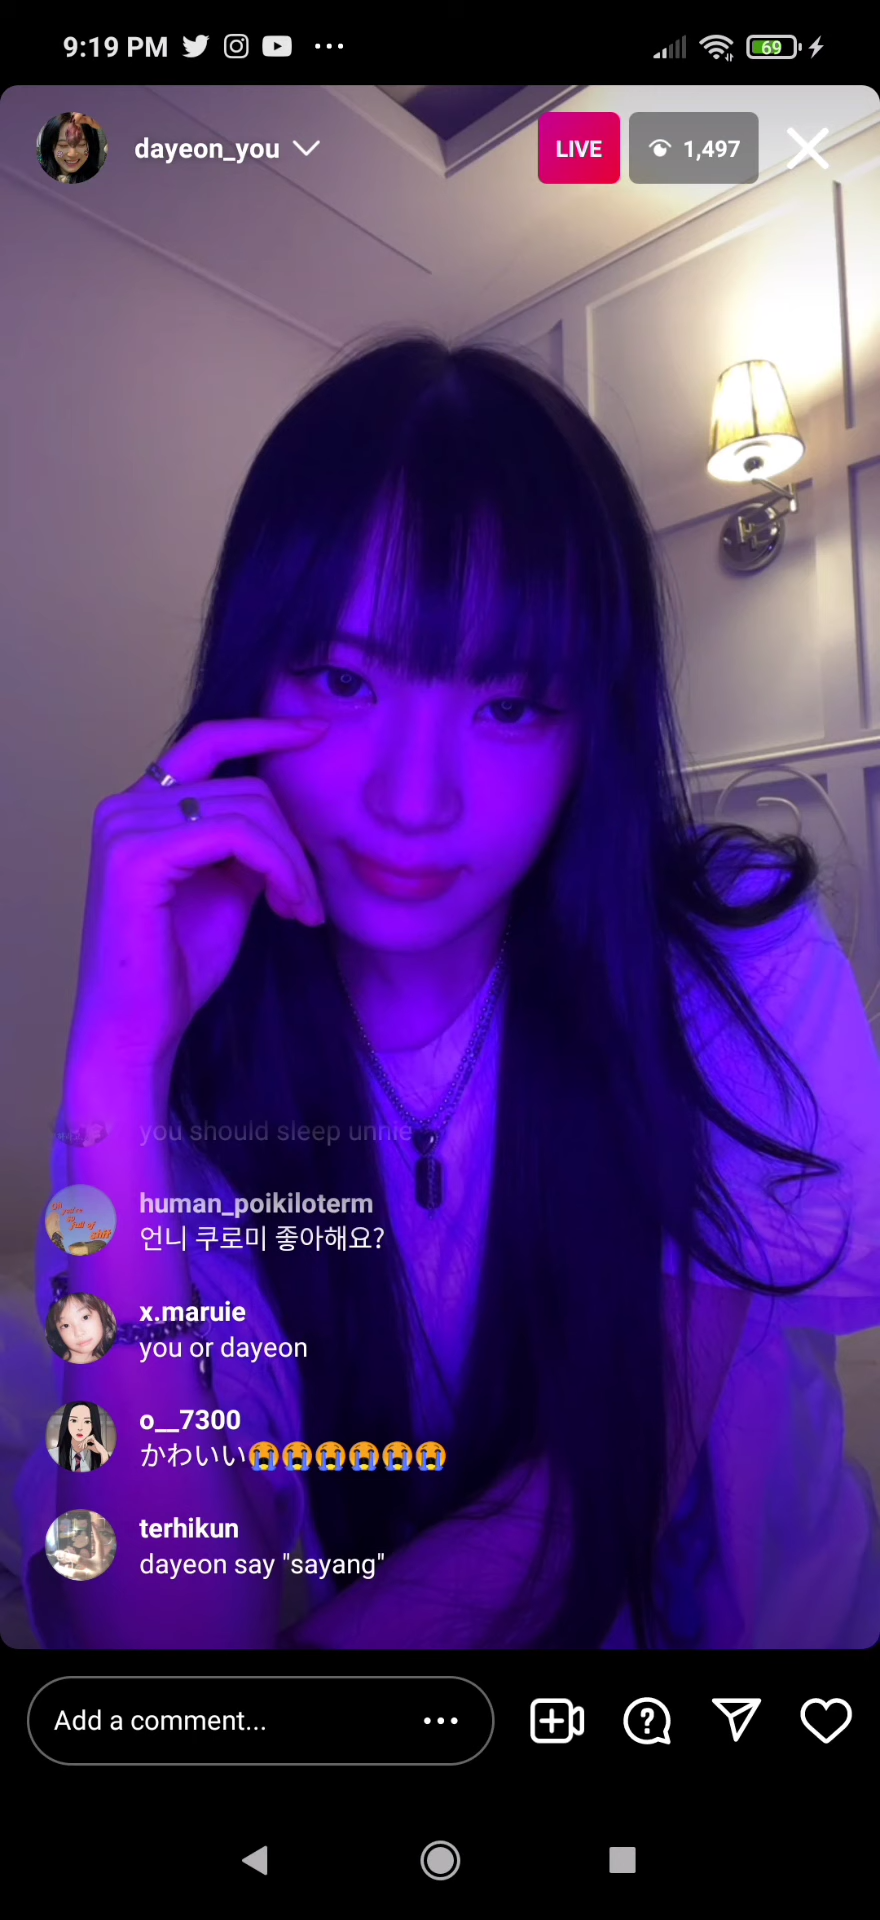 9:19 PM
69
dayeon_you
LIVE
1,497
you should sleep unnie
human_poikiloterm
언니 쿠로미 좋아해요?
x.maruie
you or dayeon
o__7300
かわいい😭😭😭😭😭😭
terhikun
dayeon say "sayang"
Add a comment...